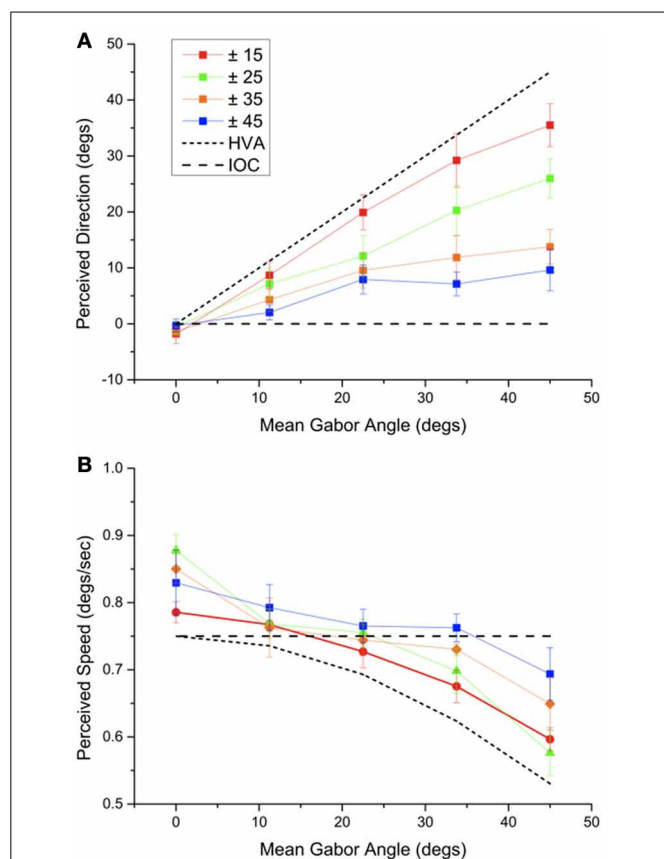 A
50
40
30
20
10
0
-10
± 15
± 25
± 35
± 45
HVA
IOC
Perceived Direction (degs)
0 10 20 30 40 50
Mean Gabor Angle (degs)
B
1.0
0.9
0.8
0.7
0.6
0.5
Perceived Speed (degs/sec)
0 10 20 30 40 50
Mean Gabor Angle (degs)